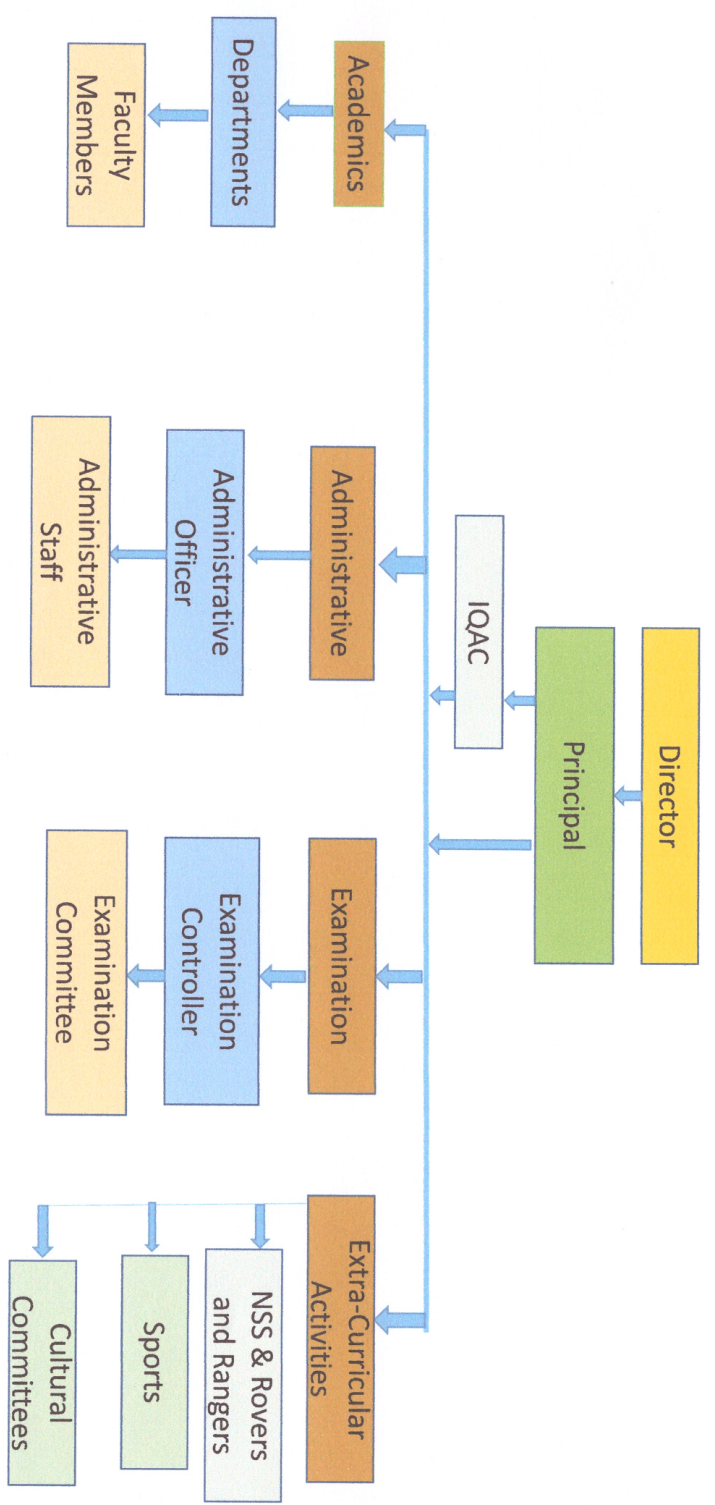 Director
Principal
IQAC
Academics
Departments
Faculty
Members
Administrative
Administrative
Officer
Administrative
Staff
Examination
Examination
Controller
Examination
Committee
Extra-Curricular
Activities
NSS & Rovers
and Rangers
Sports
Cultural
Committees